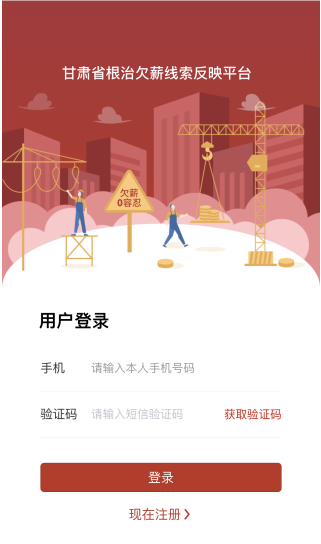 甘肃省根治欠薪线索反映平台
欠薪
0容忍
用户登录
手机 请输入本人手机号码
验证码 请输入短信验证码 获取验证码
登录
现在注册 >